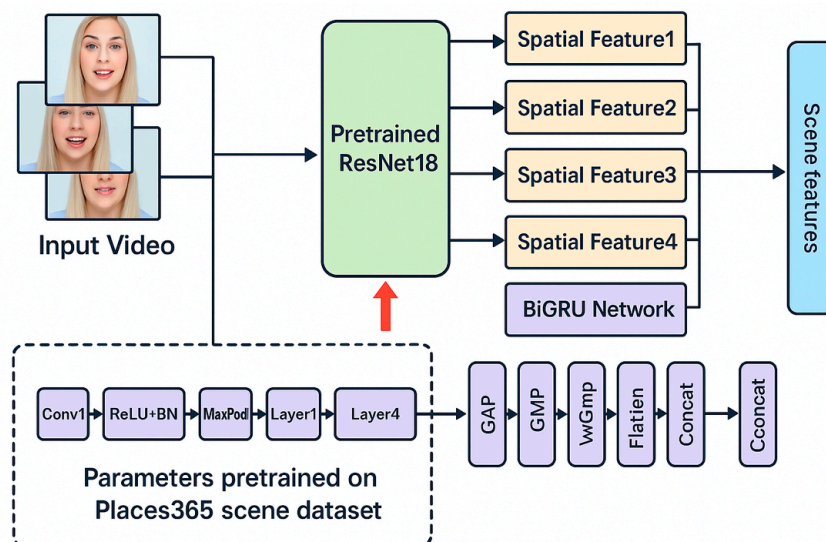 Input Video
Pretrained
ResNet18
Spatial Feature1
Spatial Feature2
Spatial Feature3
Spatial Feature4
BiGRU Network
Scene features
Conv1
ReLU+BN
MaxPodl
Layer1
Layer4
GAP
GMP
wGmp
Flatien
Concat
Cconcat
Parameters pretrained on
Places365 scene dataset